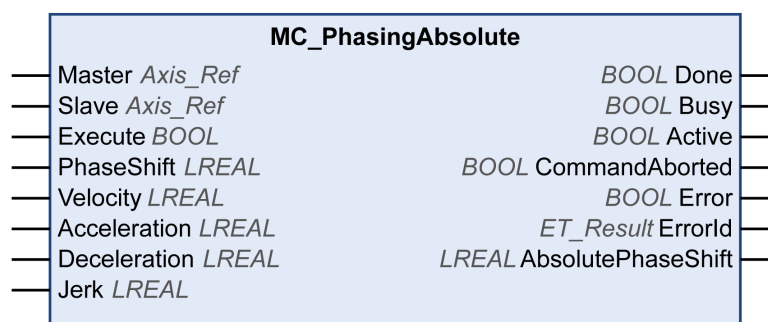 MC_PhasingAbsolute
Master Axis_Ref BOOL Done
Slave Axis_Ref BOOL Busy
Execute BOOL BOOL Active
PhaseShift LREAL BOOL CommandAborted
Velocity LREAL BOOL Error
Acceleration LREAL ET_Result ErrorId
Deceleration LREAL LREAL AbsolutePhaseShift
Jerk LREAL